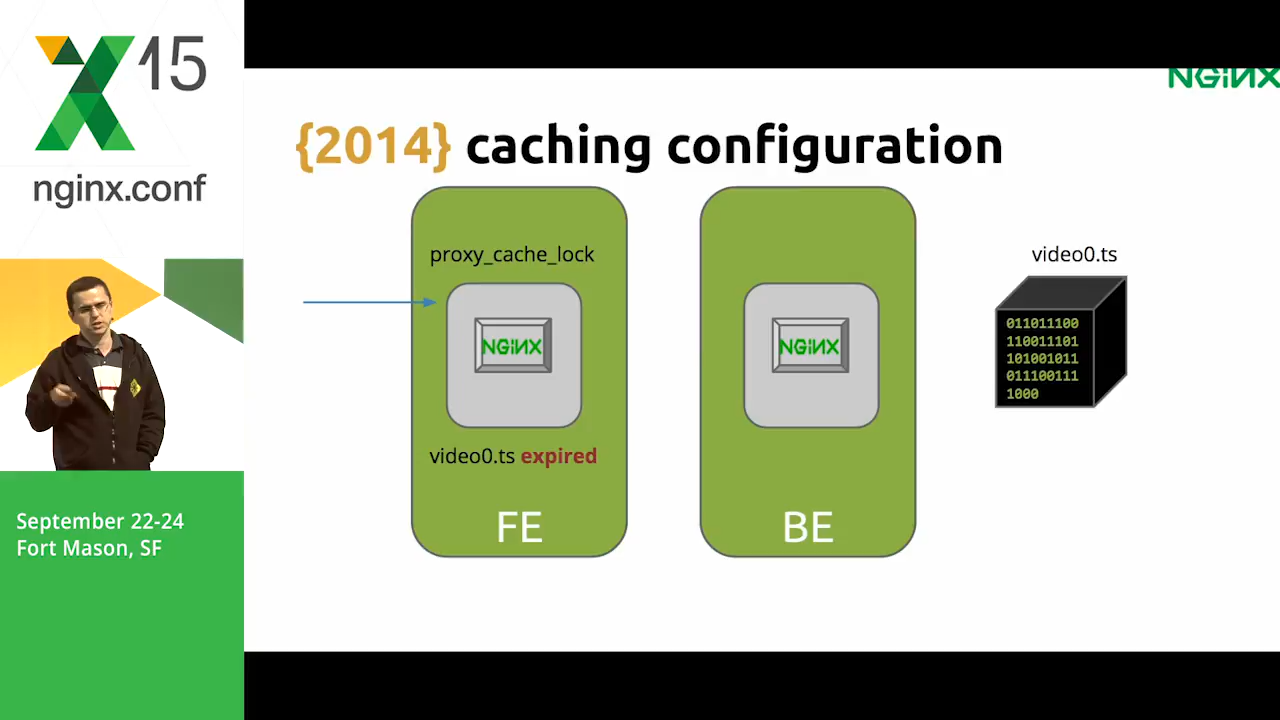 15
nginx.conf
September 22-24
Fort Mason, SF
NGINX
{2014} caching configuration
proxy_cache_lock
NGINX
video0.ts expired
FE
NGINX
BE
video0.ts
011011100
110011101
101001011
011100111
1000